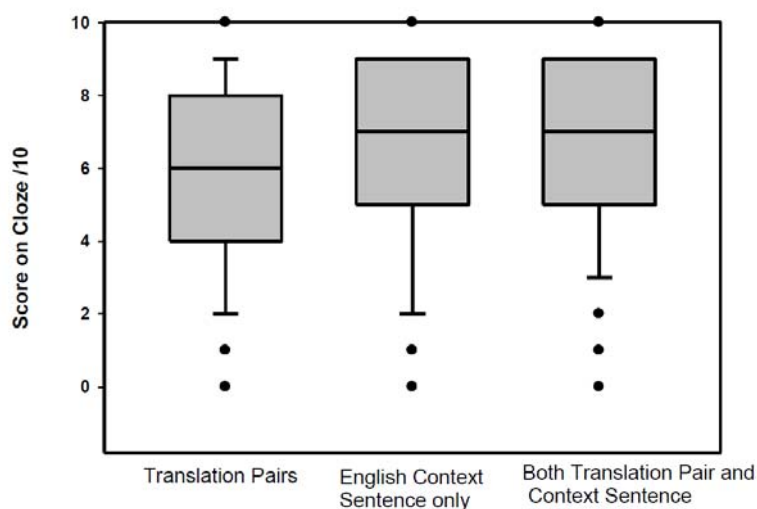 10
8
6
4
2
0
Score on Cloze /10
Translation Pairs
English Context
Sentence only
Both Translation Pair and
Context Sentence